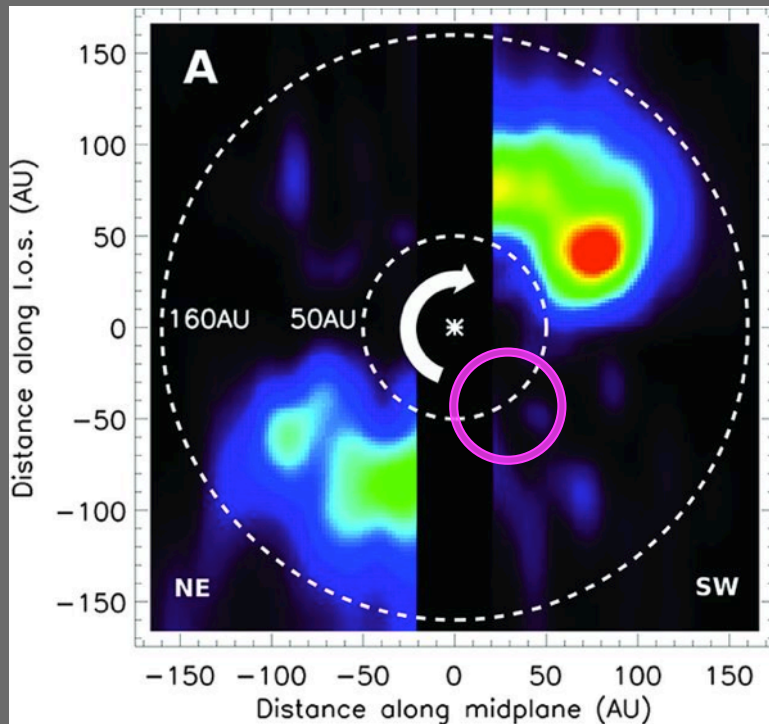 A
150
100
50
0
−50
−100
−150
Distance along l.o.s. (AU)
160AU 50AU
NE SW
−150 −100 −50 0 50 100 150
Distance along midplane (AU)